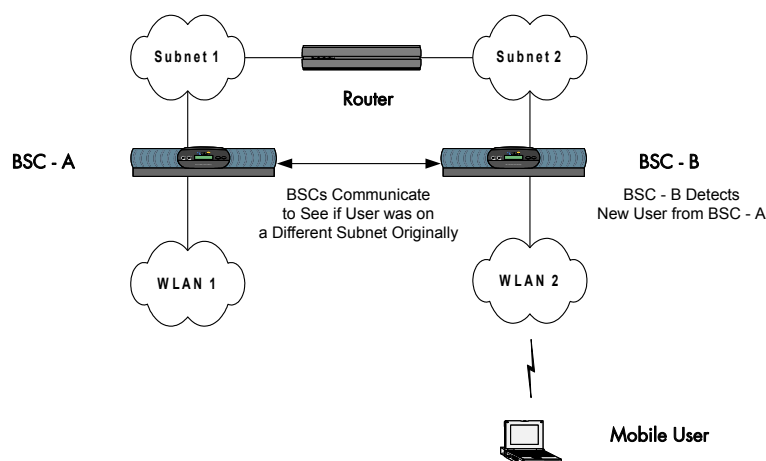 Subnet 1
Subnet 2
Router
BSC - A
BSC - B
BSCs Communicate
to See if User was on
a Different Subnet Originally
BSC - B Detects
New User from BSC - A
WLAN 1
WLAN 2
Mobile User